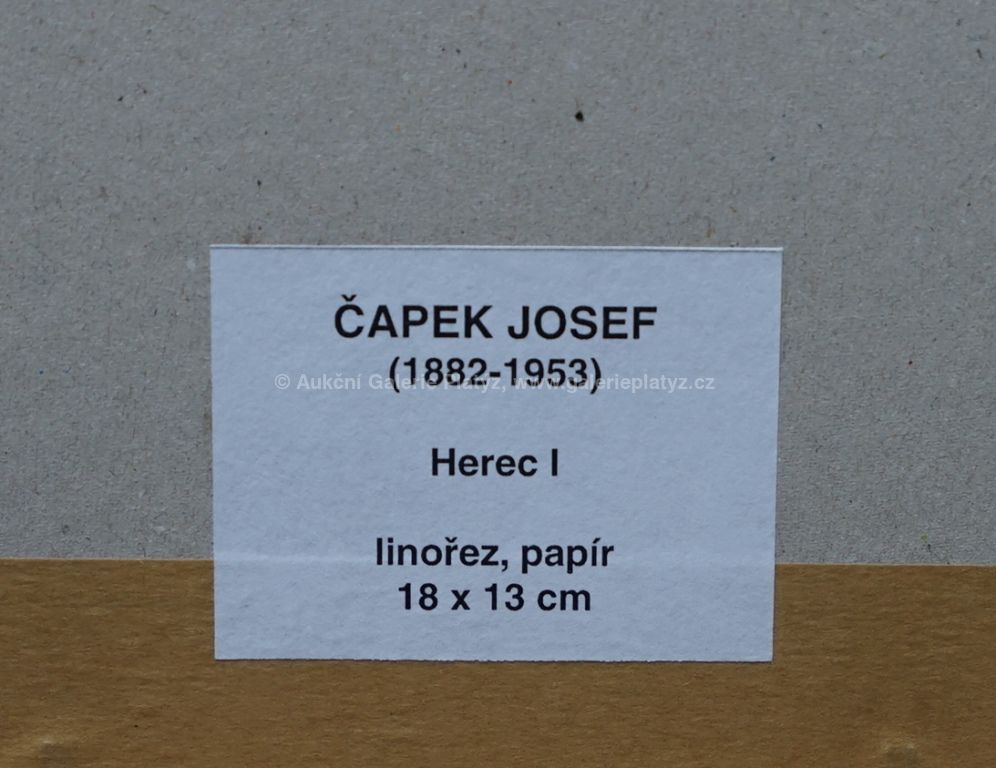 ČAPEK JOSEF
(1882-1953)
© Aukční Galerie Platýz, www.galerieplatyz.cz
Herec I
linořez, papír
18 x 13 cm